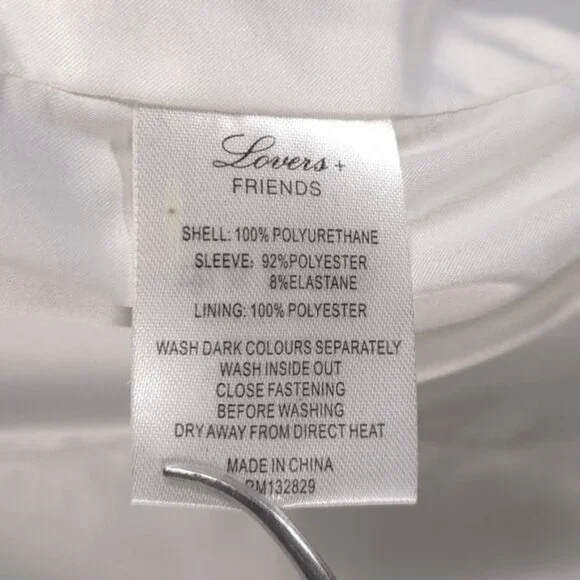 Lovers +
FRIENDS
SHELL: 100% POLYURETHANE
SLEEVE: 92%POLYESTER
8%ELASTANE
LINING: 100% POLYESTER
WASH DARK COLOURS SEPARATELY
WASH INSIDE OUT
CLOSE FASTENING
BEFORE WASHING
DRY AWAY FROM DIRECT HEAT
MADE IN CHINA